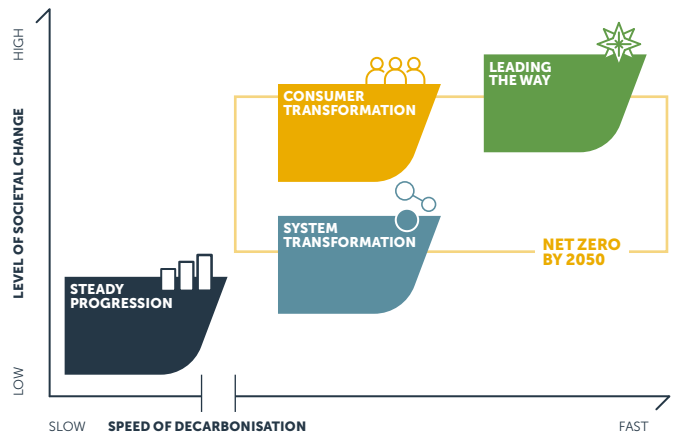 HIGH
LEVEL OF SOCIETAL CHANGE
LOW
LEADING
THE WAY
CONSUMER
TRANSFORMATION
SYSTEM
TRANSFORMATION
NET ZERO
BY 2050
STEADY
PROGRESSION
SLOW
SPEED OF DECARBONISATION
FAST